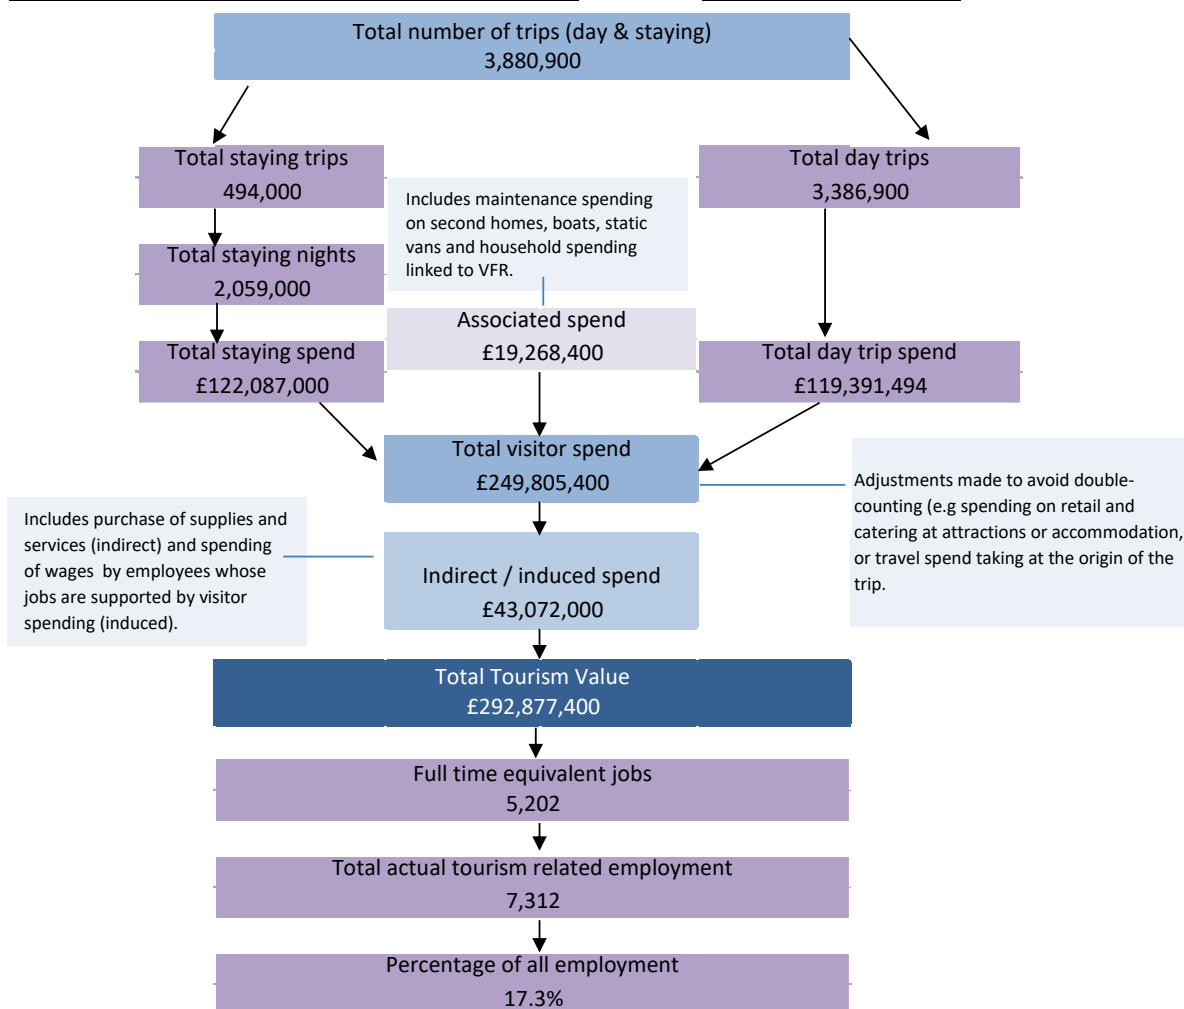 Total number of trips (day & staying)
3,880,900
Total staying trips
494,000
Total day trips
3,386,900
Includes maintenance spending
on second homes, boats, static
vans and household spending
linked to VFR.
Total staying nights
2,059,000
Associated spend
£19,268,400
Total staying spend
£122,087,000
Total day trip spend
£119,391,494
Total visitor spend
£249,805,400
Adjustments made to avoid double-
counting (e.g spending on retail and
catering at attractions or accommodation,
or travel spend taking at the origin of the
trip.
Includes purchase of supplies and
services (indirect) and spending
of wages by employees whose
jobs are supported by visitor
spending (induced).
Indirect / induced spend
£43,072,000
Total Tourism Value
£292,877,400
Full time equivalent jobs
5,202
Total actual tourism related employment
7,312
Percentage of all employment
17.3%